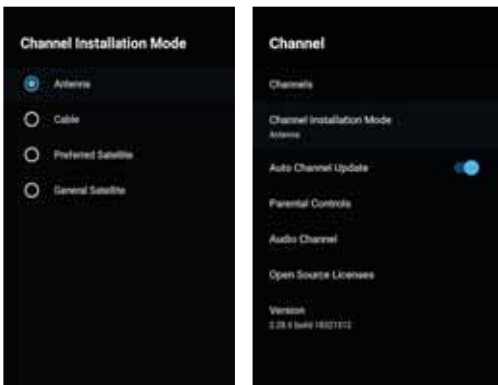 Channel Installation Mode
Antenna
Cable
Preferred Satellite
General Satellite
Channel
Channels
Channel Installation Mode
Antenna
Auto Channel Update
Parental Controls
Audio Channel
Open Source Licenses
Version